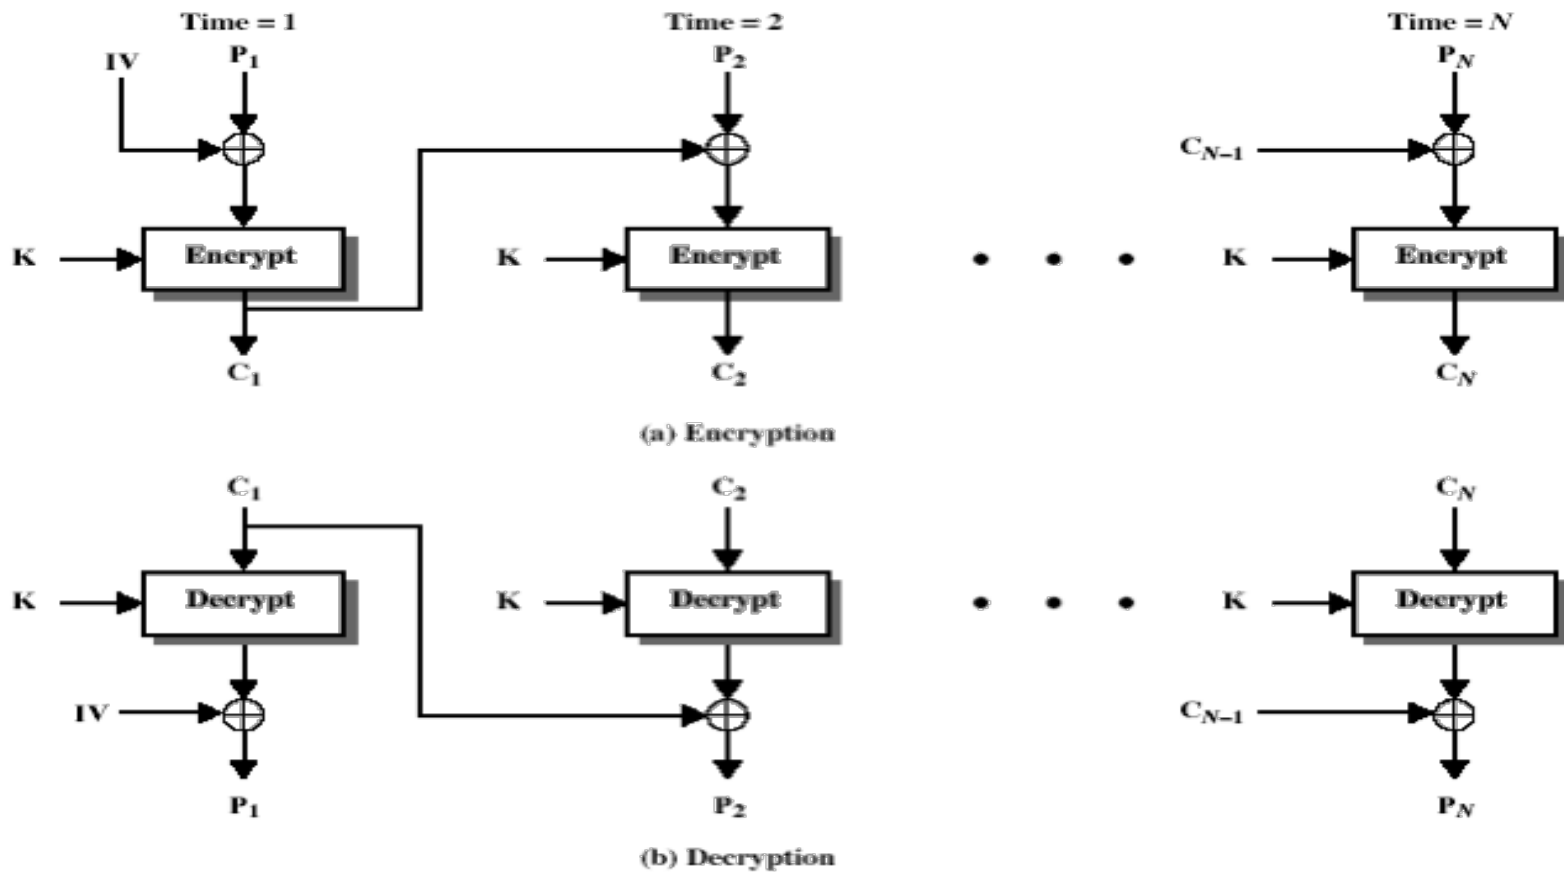 Time = 1 Time = 2 Time = N
IV P1 P2 PN
CN–1
K Encrypt K Encrypt K Encrypt
C1 C2 CN
(a) Encryption
C1 C2 CN
K Decrypt K Decrypt K Decrypt
IV CN–1
P1 P2 PN
(b) Decryption